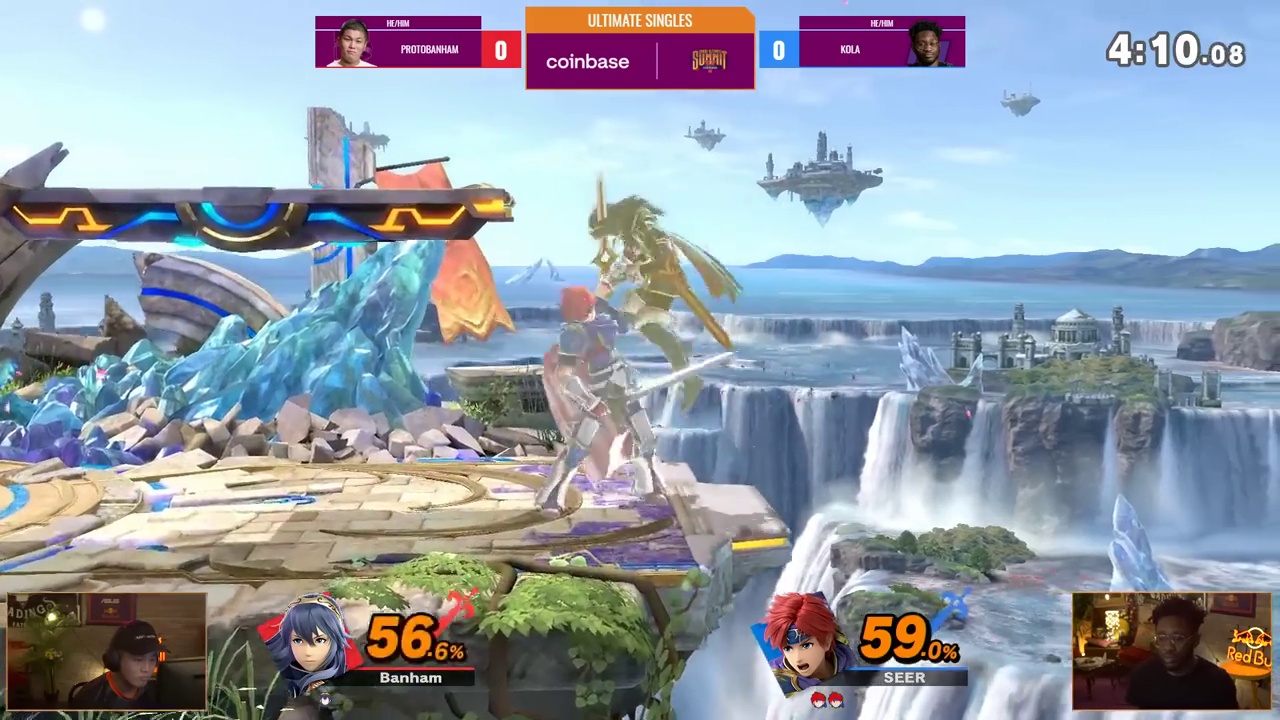 HE/HIM
PROTOBANHAM
0
ULTIMATE SINGLES
coinbase
SUMMIT
0
HE/HIM
KOLA
4:10.08
56.6%
Banham
59.0%
SEER
Red Bu